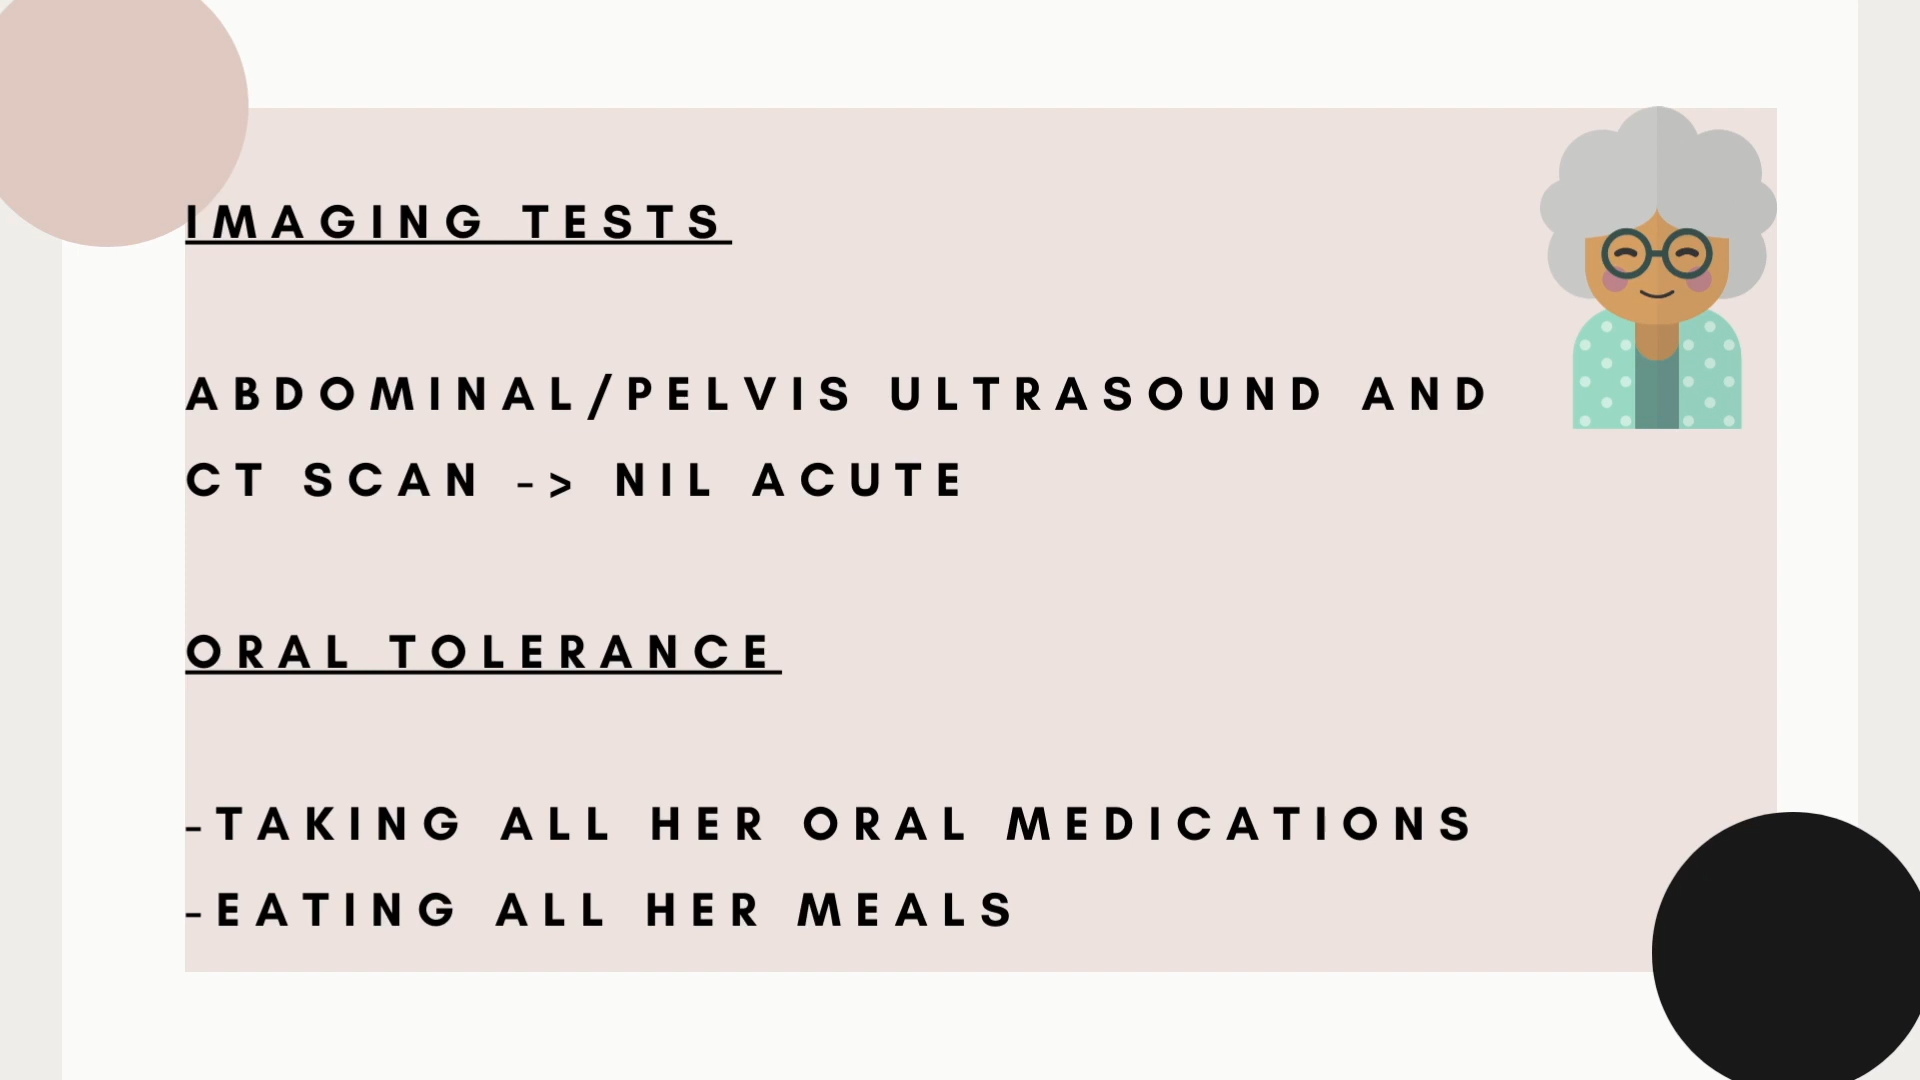 IMAGING TESTS
ABDOMINAL/PELVIS ULTRASOUND AND
CT SCAN -> NIL ACUTE
ORAL TOLERANCE
-TAKING ALL HER ORAL MEDICATIONS
-EATING ALL HER MEALS